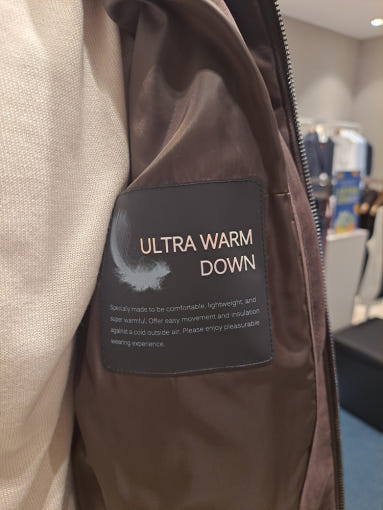 ULTRA WARM
DOWN
Specially made to be comfortable, lightweight, and
super warmful. Offer easy movement and insulation
against a cold outside air. Please enjoy pleasurable
wearing experience.